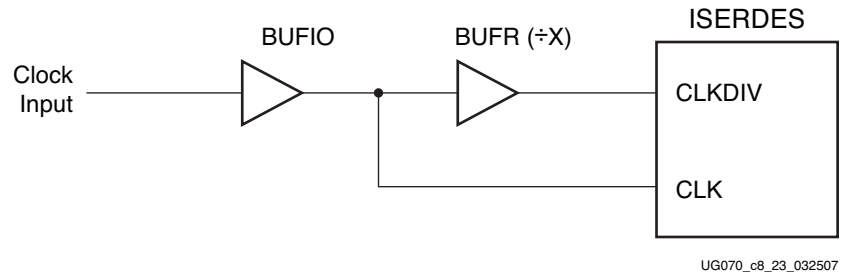 ISERDES
BUFIO
BUFR (÷X)
Clock
Input
CLKDIV
CLK
UG070_c8_23_032507